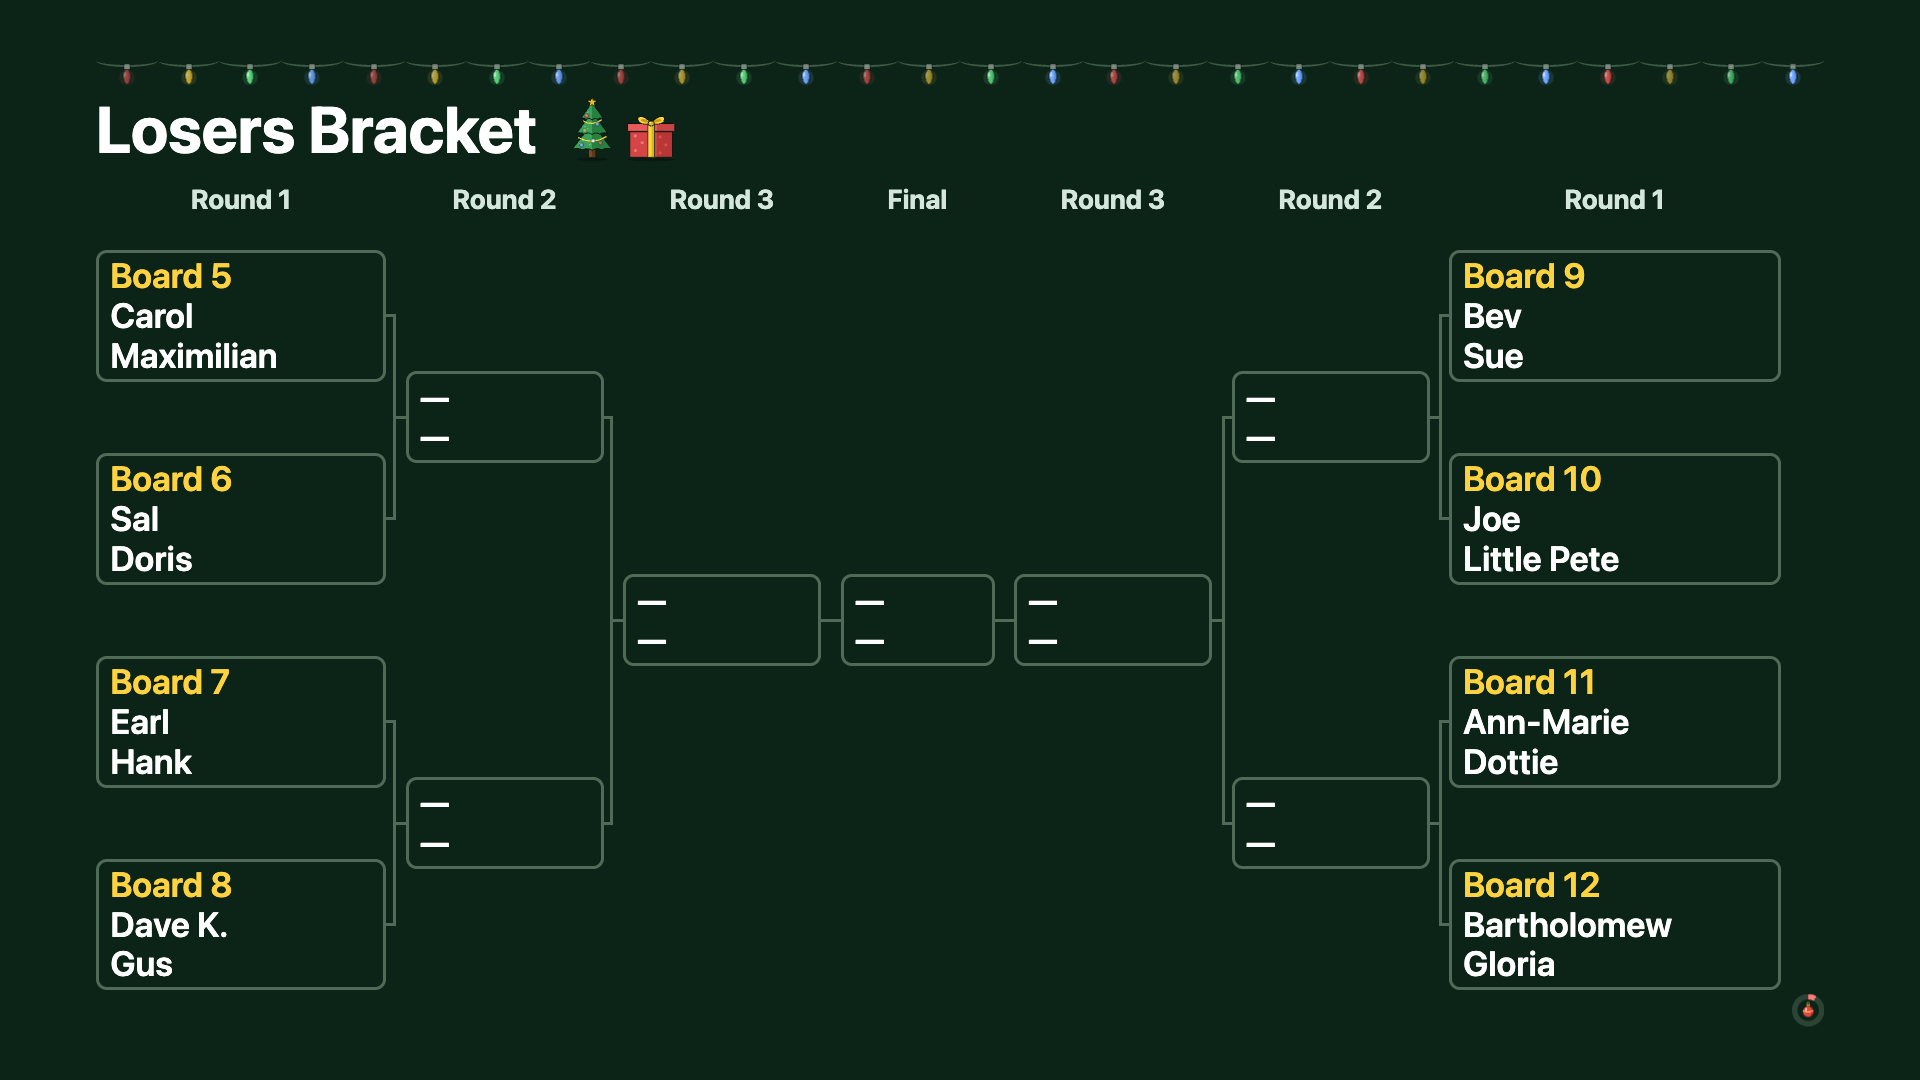 Losers Bracket
Round 1
Round 2
Round 3
Final
Round 3
Round 2
Round 1
Board 5
Carol
Maximilian
Board 6
Sal
Doris
Board 7
Earl
Hank
Board 8
Dave K.
Gus
—
—
—
—
—
—
—
—
—
—
—
—
—
—
Board 9
Bev
Sue
Board 10
Joe
Little Pete
Board 11
Ann-Marie
Dottie
Board 12
Bartholomew
Gloria